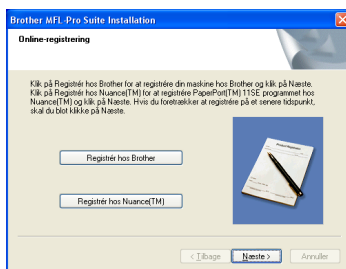 Brother MFL-Pro Suite Installation
Online-registrering
Klik på Registrér hos Brother for at registrére din maskine hos Brother og klik på Næste.
Klik på Registrér hos Nuance(TM) for at registrére PaperPort(TM) 11SE programmet hos
Nuance(TM) og klik på Næste. Hvis du foretrækker at registrére på et senere tidspunkt,
skal du blot klikke på Næste.
Registrér hos Brother
Registrér hos Nuance(TM)
Product Registration
< Tilbage
Næste >
Annuller